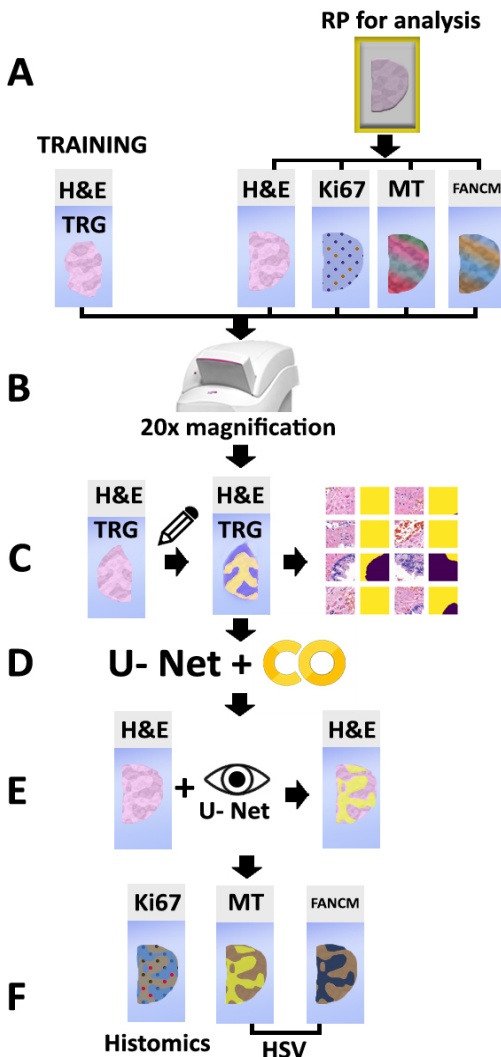 RP for analysis
A
TRAINING
H&E
TRG
H&E
Ki67
MT
FANCM
B
20x magnification
H&E
TRG
H&E
TRG
C
D
U- Net +
CO
H&E
H&E
E
+
U- Net
Ki67
MT
FANCM
F
Histomics
HSV